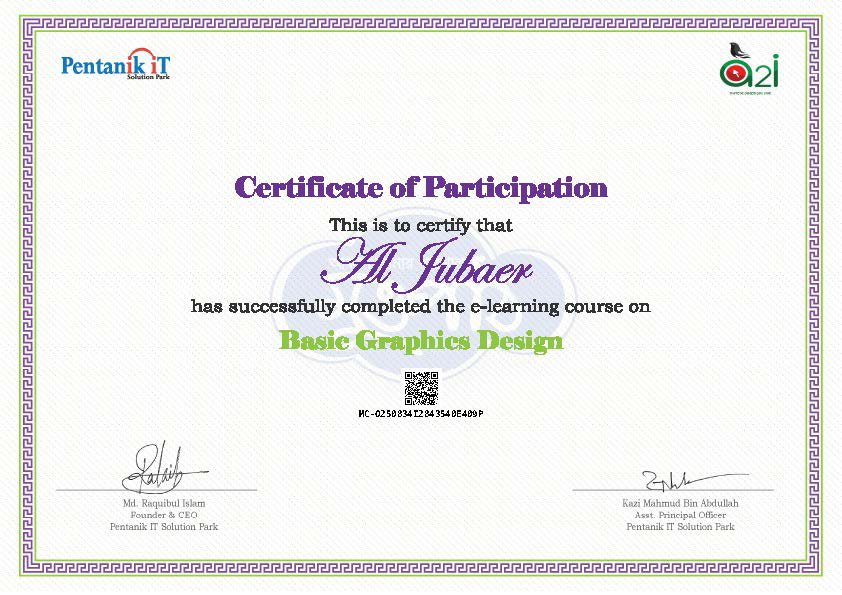 Pentanik iT
Solution Park
a2i
Certificate of Participation
This is to certify that
Al Jubaer
has successfully completed the e-learning course on
Basic Graphics Design
MC-0250834I2843540E409P
Md. Raquibul Islam
Founder & CEO
Pentanik IT Solution Park
Kazi Mahmud Bin Abdullah
Asst. Principal Officer
Pentanik IT Solution Park